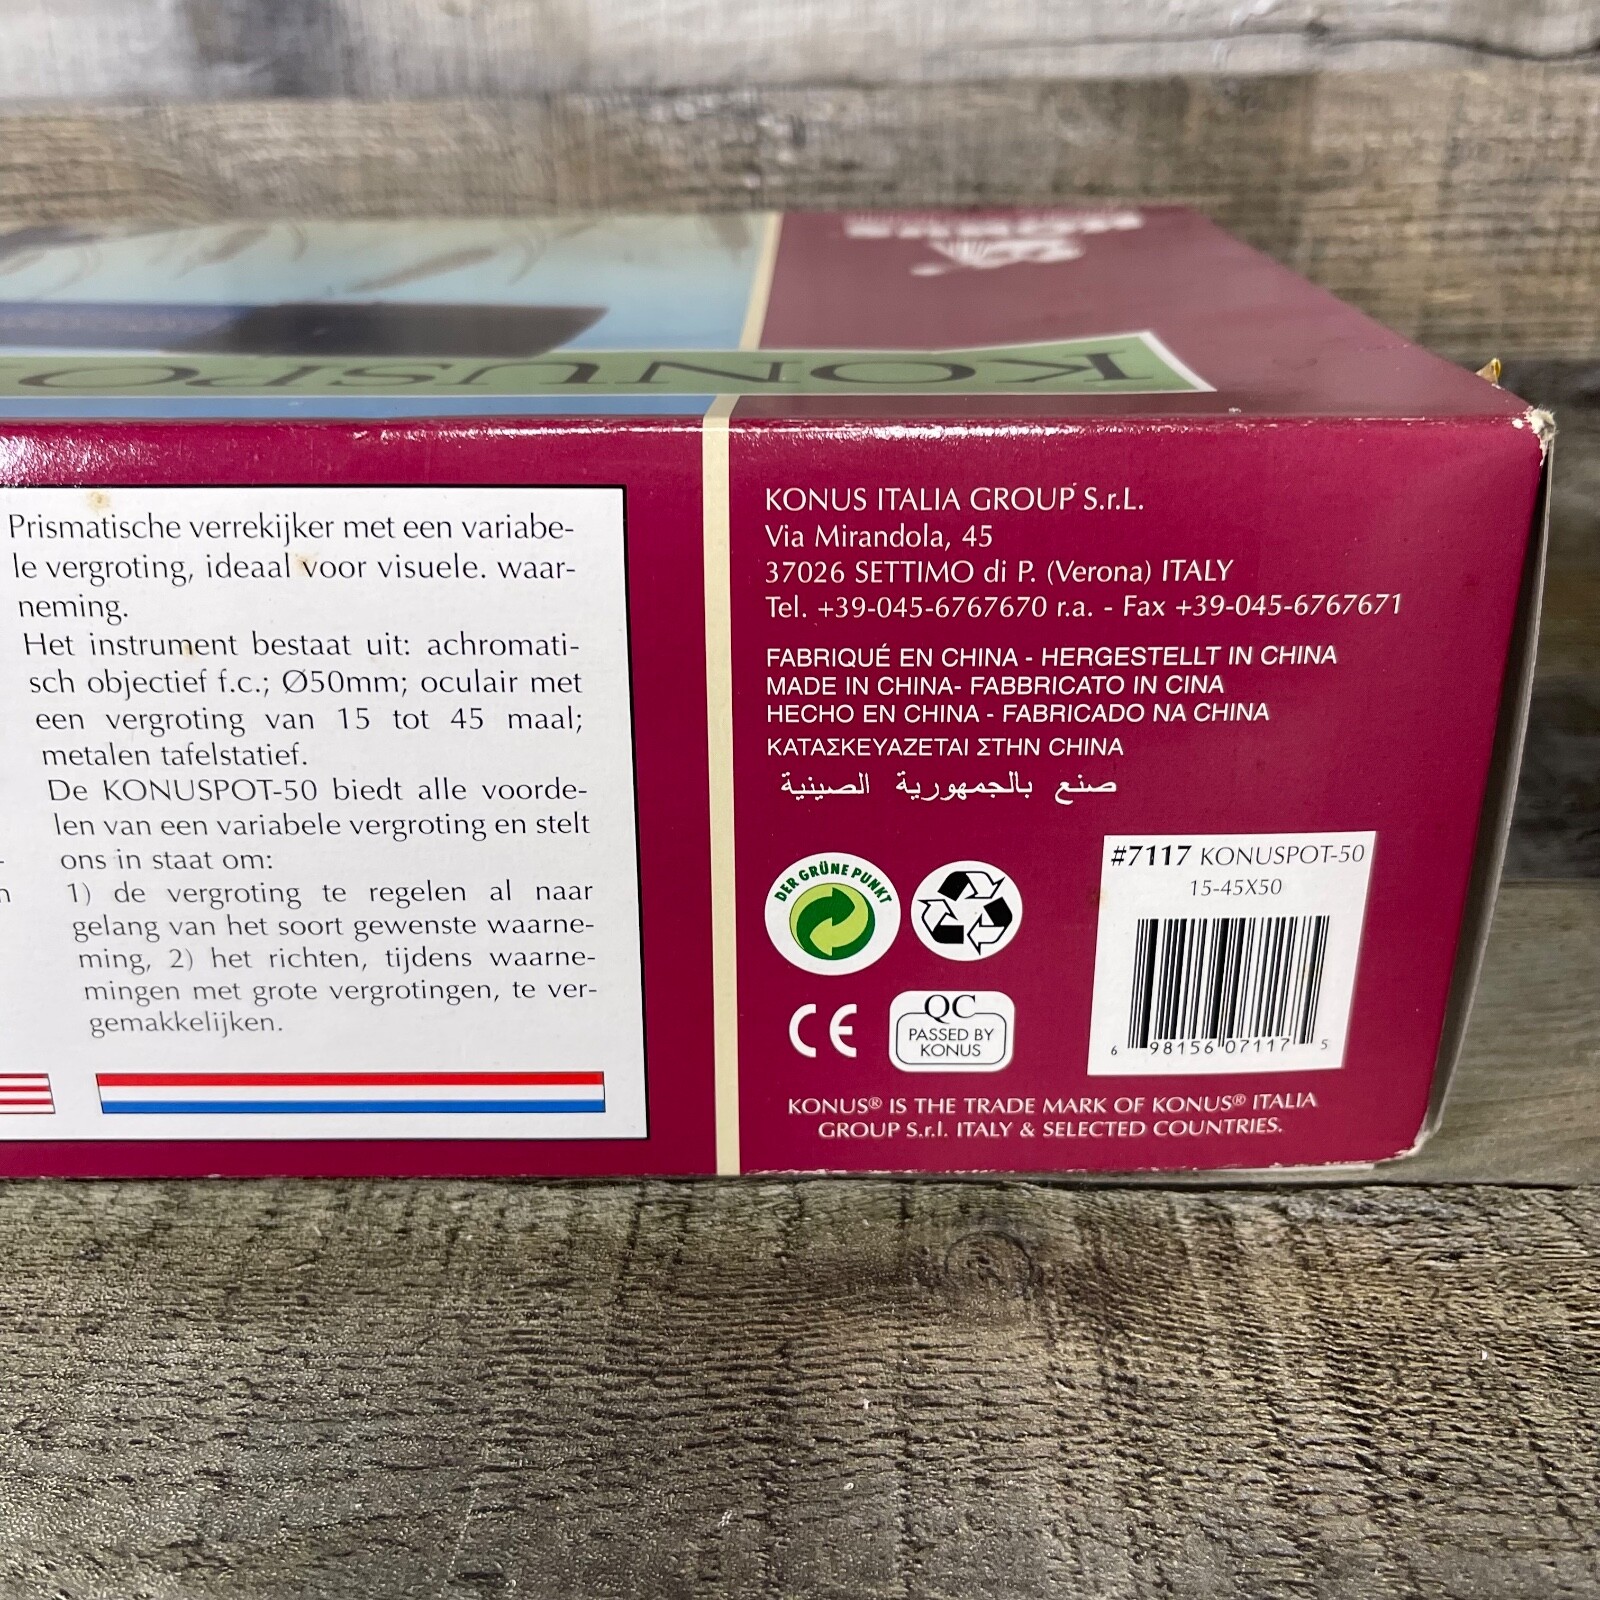 KONUS
KONUSPO
Prismatische verrekijker met een variabe-
le vergroting, ideaal voor visuele. waar-
neming.
Het instrument bestaat uit: achromati-
sch objectief f.c.; Ø50mm; oculair met
een vergroting van 15 tot 45 maal;
metalen tafelstatief.
De KONUSPOT-50 biedt alle voorde-
len van een variabele vergroting en stelt
ons in staat om:
1) de vergroting te regelen al naar
gelang van het soort gewenste waarne-
ming, 2) het richten, tijdens waarne-
mingen met grote vergrotingen, te ver-
gemakkelijken.
KONUS ITALIA GROUP S.r.L.
Via Mirandola, 45
37026 SETTIMO di P. (Verona) ITALY
Tel. +39-045-6767670 r.a. - Fax +39-045-6767671
FABRIQUÉ EN CHINA - HERGESTELLT IN CHINA
MADE IN CHINA- FABBRICATO IN CINA
HECHO EN CHINA - FABRICADO NA CHINA
ΚΑΤΑΣΚΕΥΑΖΕΤΑΙ ΣΤΗΝ CHINA
صنع بالجمهورية الصينية
DER GRÜNE PUNKT
CE
QC
PASSED BY
KONUS
#7117 KONUSPOT-50
15-45X50
6 98156 07117 5
KONUS® IS THE TRADE MARK OF KONUS® ITALIA
GROUP S.r.l. ITALY & SELECTED COUNTRIES.